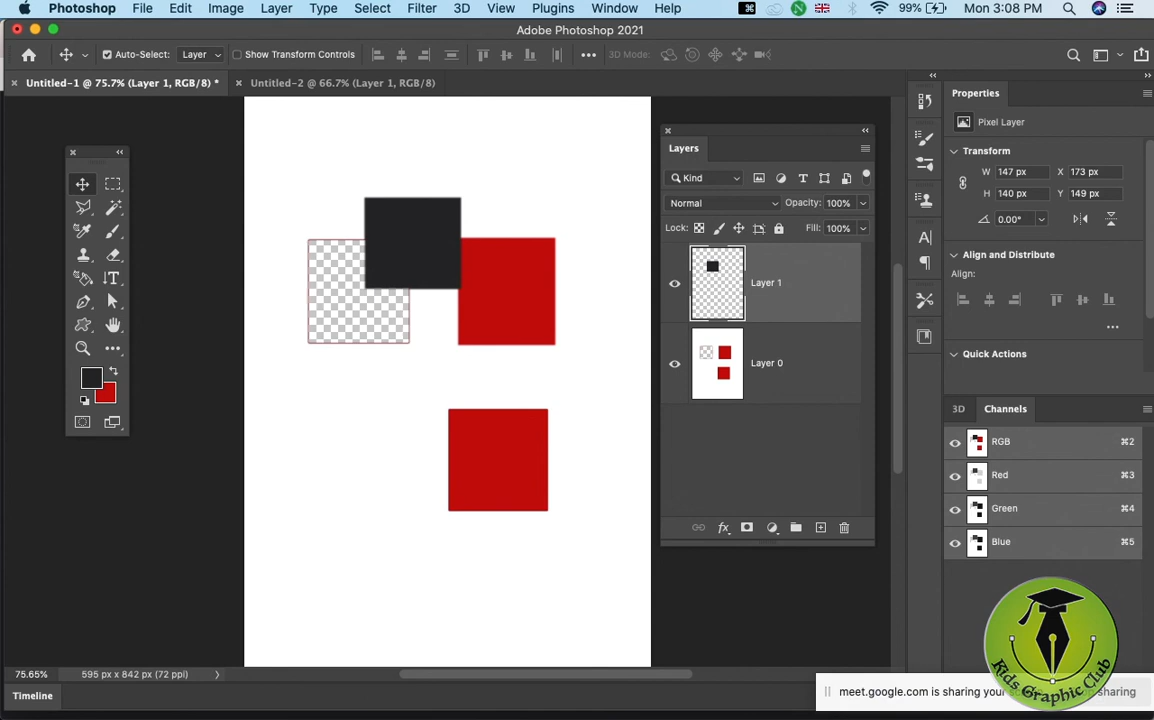 Photoshop File Edit Image Layer Type Select Filter 3D View Plugins Window Help 99% Mon 3:08 PM
Adobe Photoshop 2021
Auto-Select: Layer Show Transform Controls 3D Mode:
Untitled-1 @ 75.7% (Layer 1, RGB/8) * Untitled-2 @ 66.7% (Layer 1, RGB/8)
Properties
Pixel Layer
Transform
W 147 px X 173 px
H 140 px Y 149 px
0.00°
Align and Distribute
Align:
Quick Actions
Layers
Kind
Normal Opacity: 100%
Lock: Fill: 100%
Layer 1
Layer 0
3D Channels
RGB ⌘2
Red ⌘3
Green ⌘4
Blue ⌘5
75.65% 595 px x 842 px (72 ppi)
Timeline
meet.google.com is sharing your sharing
Kids Graphic Club